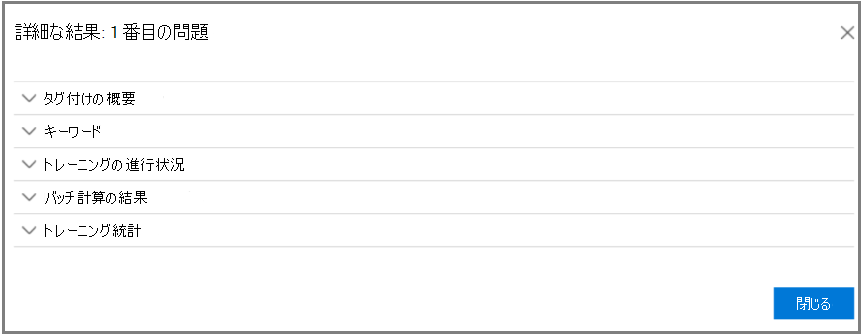 詳細な結果: 1 番目の問題
タグ付けの概要
キーワード
トレーニングの進行状況
バッチ計算の結果
トレーニング統計
閉じる